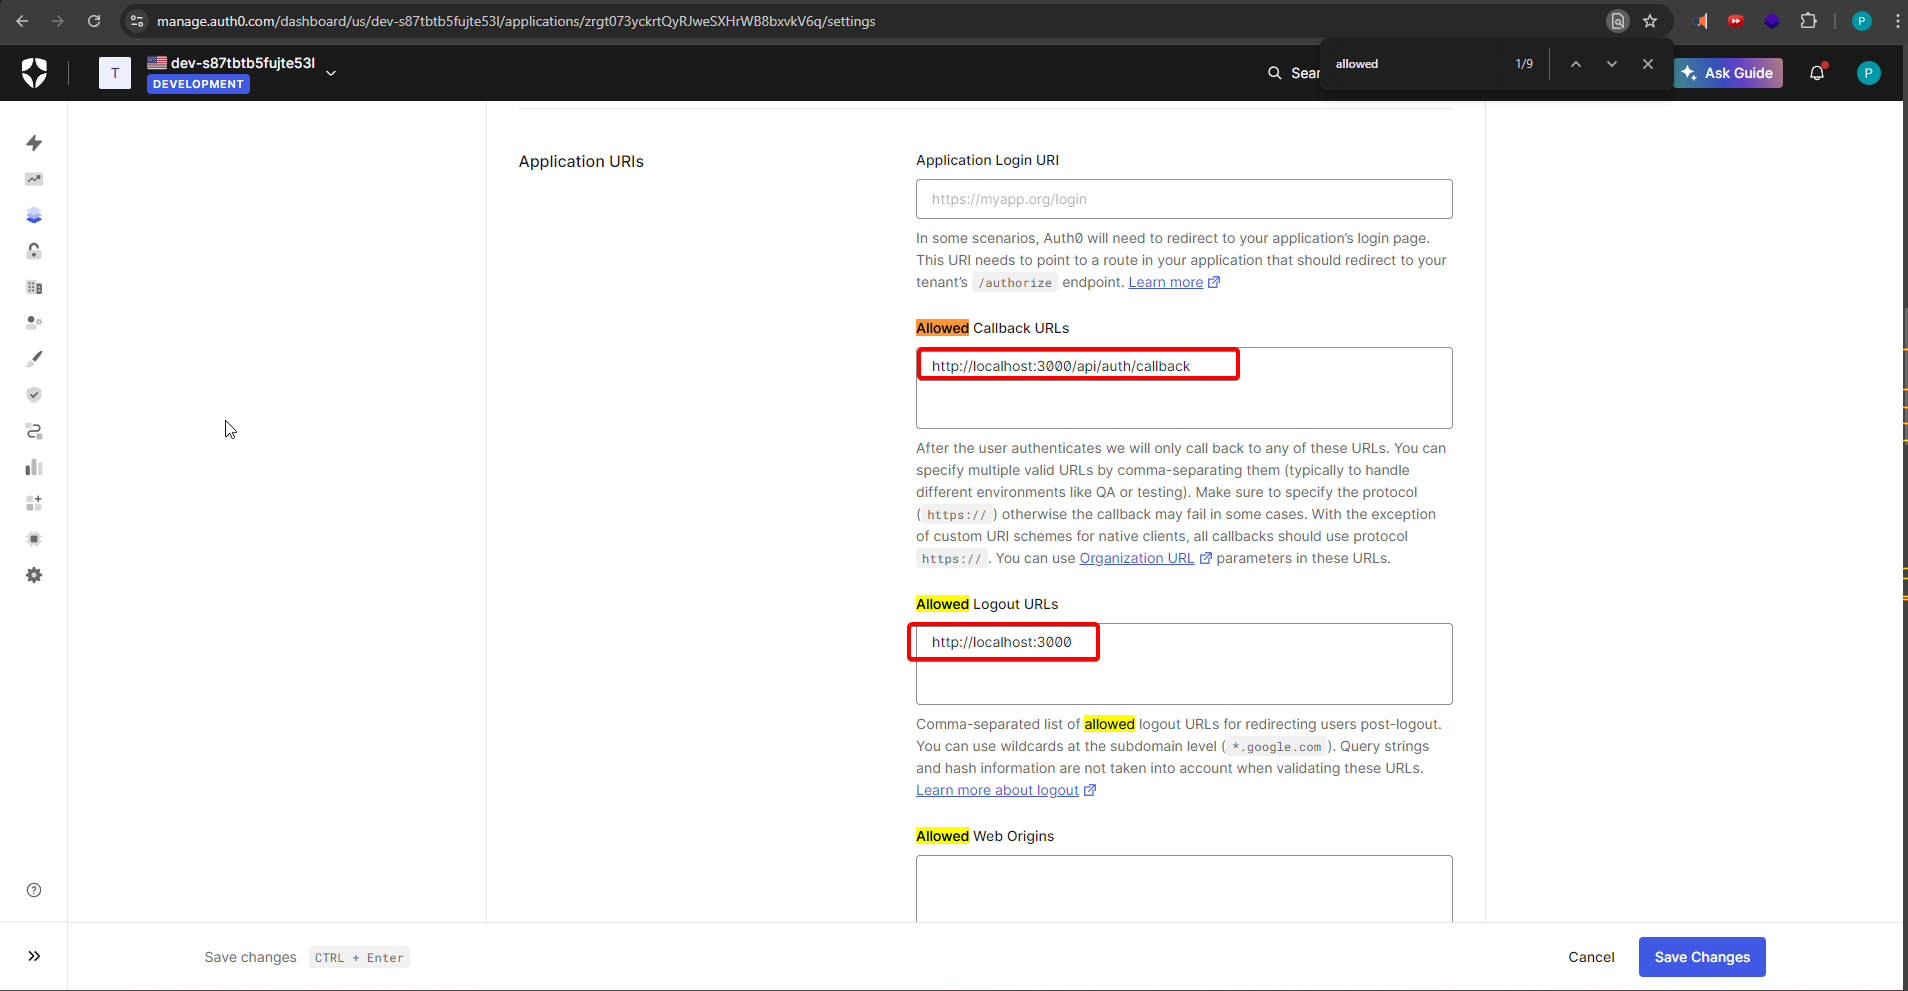 manage.auth0.com/dashboard/us/dev-s87tbtb5fujte53l/applications/zrgt073yckrtQyRJweSXHrWB8bxvkV6q/settings
P
T
dev-s87tbtb5fujte53l
DEVELOPMENT
Sear
allowed
1/9
Ask Guide
P
Application URIs
Application Login URI
https://myapp.org/login
In some scenarios, Auth0 will need to redirect to your application’s login page.
This URI needs to point to a route in your application that should redirect to your
tenant’s /authorize endpoint. Learn more
Allowed Callback URLs
http://localhost:3000/api/auth/callback
After the user authenticates we will only call back to any of these URLs. You can
specify multiple valid URLs by comma-separating them (typically to handle
different environments like QA or testing). Make sure to specify the protocol
( https:// ) otherwise the callback may fail in some cases. With the exception
of custom URI schemes for native clients, all callbacks should use protocol
https:// . You can use Organization URL parameters in these URLs.
Allowed Logout URLs
http://localhost:3000
Comma-separated list of allowed logout URLs for redirecting users post-logout.
You can use wildcards at the subdomain level ( *.google.com ). Query strings
and hash information are not taken into account when validating these URLs.
Learn more about logout
Allowed Web Origins
Save changes CTRL + Enter
Cancel
Save Changes